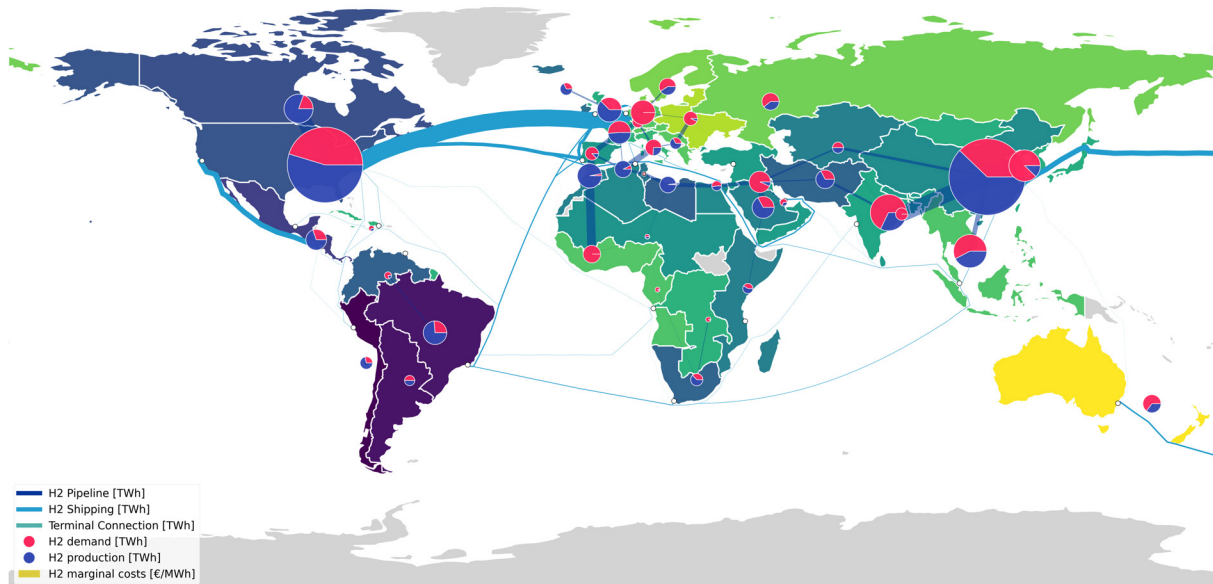 H2 Pipeline [TWh]
H2 Shipping [TWh]
Terminal Connection [TWh]
H2 demand [TWh]
H2 production [TWh]
H2 marginal costs [€/MWh]